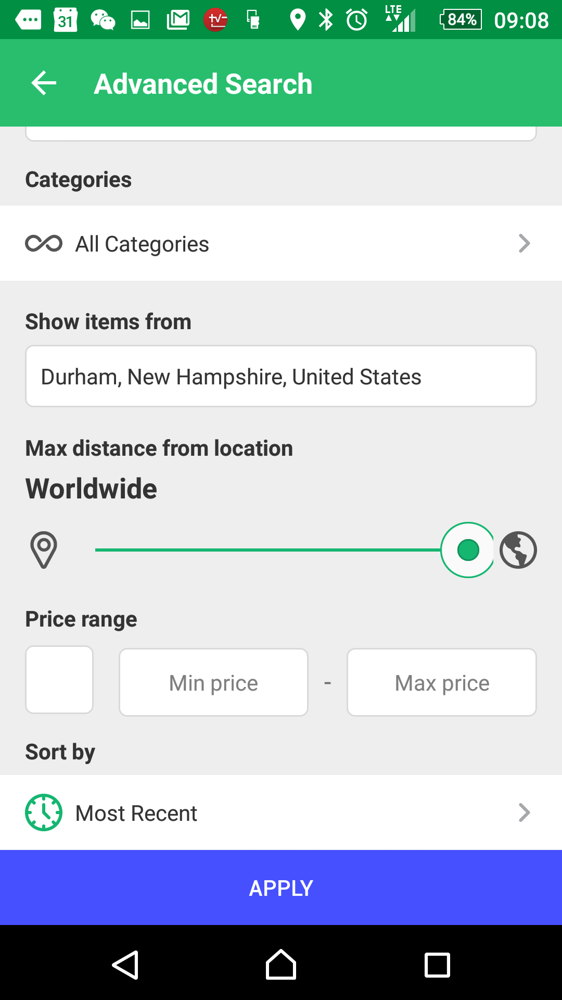 31
LTE
84%
09:08
Advanced Search
Categories
All Categories
Show items from
Durham, New Hampshire, United States
Max distance from location
Worldwide
Price range
Min price - Max price
Sort by
Most Recent
APPLY